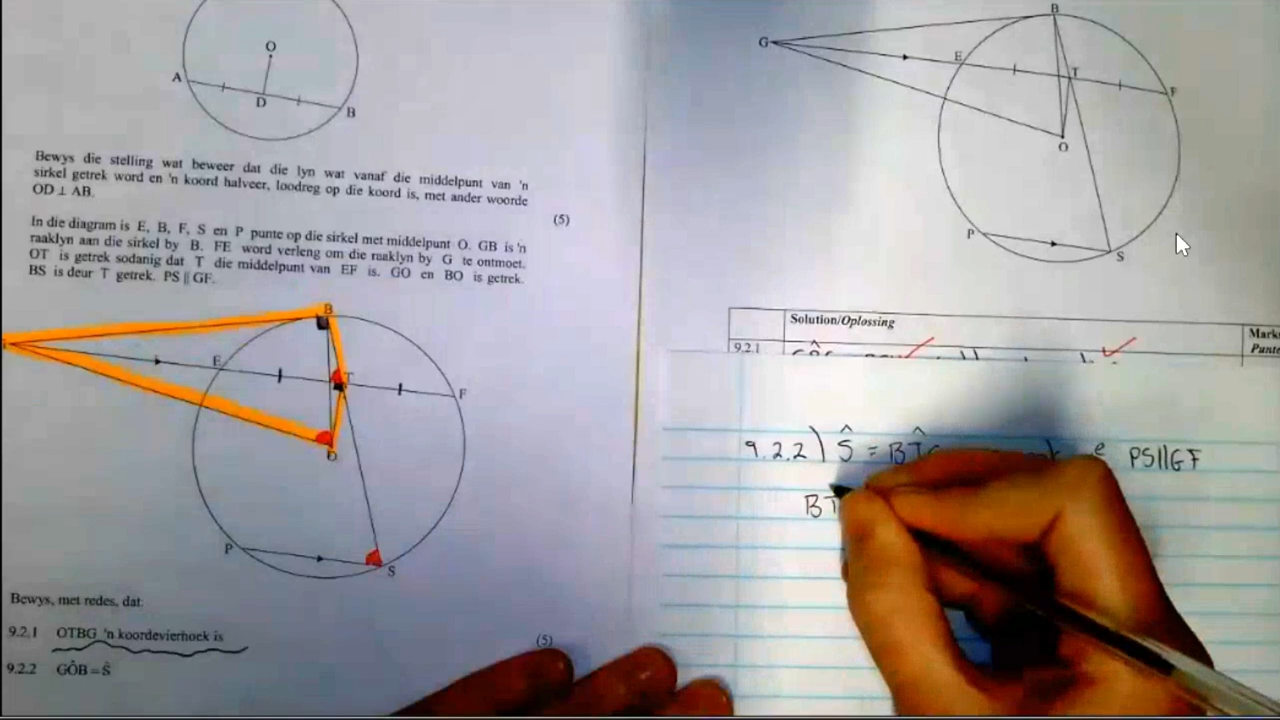 O
A
D
B
Bewys die stelling wat beweer dat die lyn wat vanaf die middelpunt van 'n
sirkel getrek word en 'n koord halveer, loodreg op die koord is, met ander woorde
OD ⊥ AB.
(5)
In die diagram is E, B, F, S en P punte op die sirkel met middelpunt O. GB is 'n
raaklyn aan die sirkel by B. FE word verleng om die raaklyn by G te ontmoet.
OT is getrek sodanig dat T die middelpunt van EF is. GO en BO is getrek.
BS is deur T getrek. PS || GF.
B
E
T
F
O
P
S
Bewys, met redes, dat:
9.2.1 OTBG 'n koordevierhoek is
(5)
9.2.2 GÔB = Ŝ
B
G
E
T
F
O
P
S
Solution/Oplossing
9.2.1
9.2.2) Ŝ = BT̂ PS||GF
BT